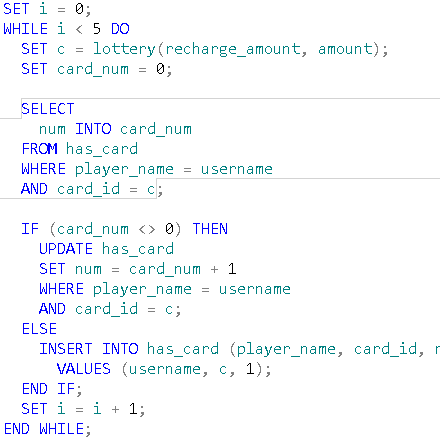 SET i = 0;
WHILE i < 5 DO
SET c = lottery(recharge_amount, amount);
SET card_num = 0;
SELECT
num INTO card_num
FROM has_card
WHERE player_name = username
AND card_id = c;
IF (card_num <> 0) THEN
UPDATE has_card
SET num = card_num + 1
WHERE player_name = username
AND card_id = c;
ELSE
INSERT INTO has_card (player_name, card_id,
VALUES (username, c, 1);
END IF;
SET i = i + 1;
END WHILE;